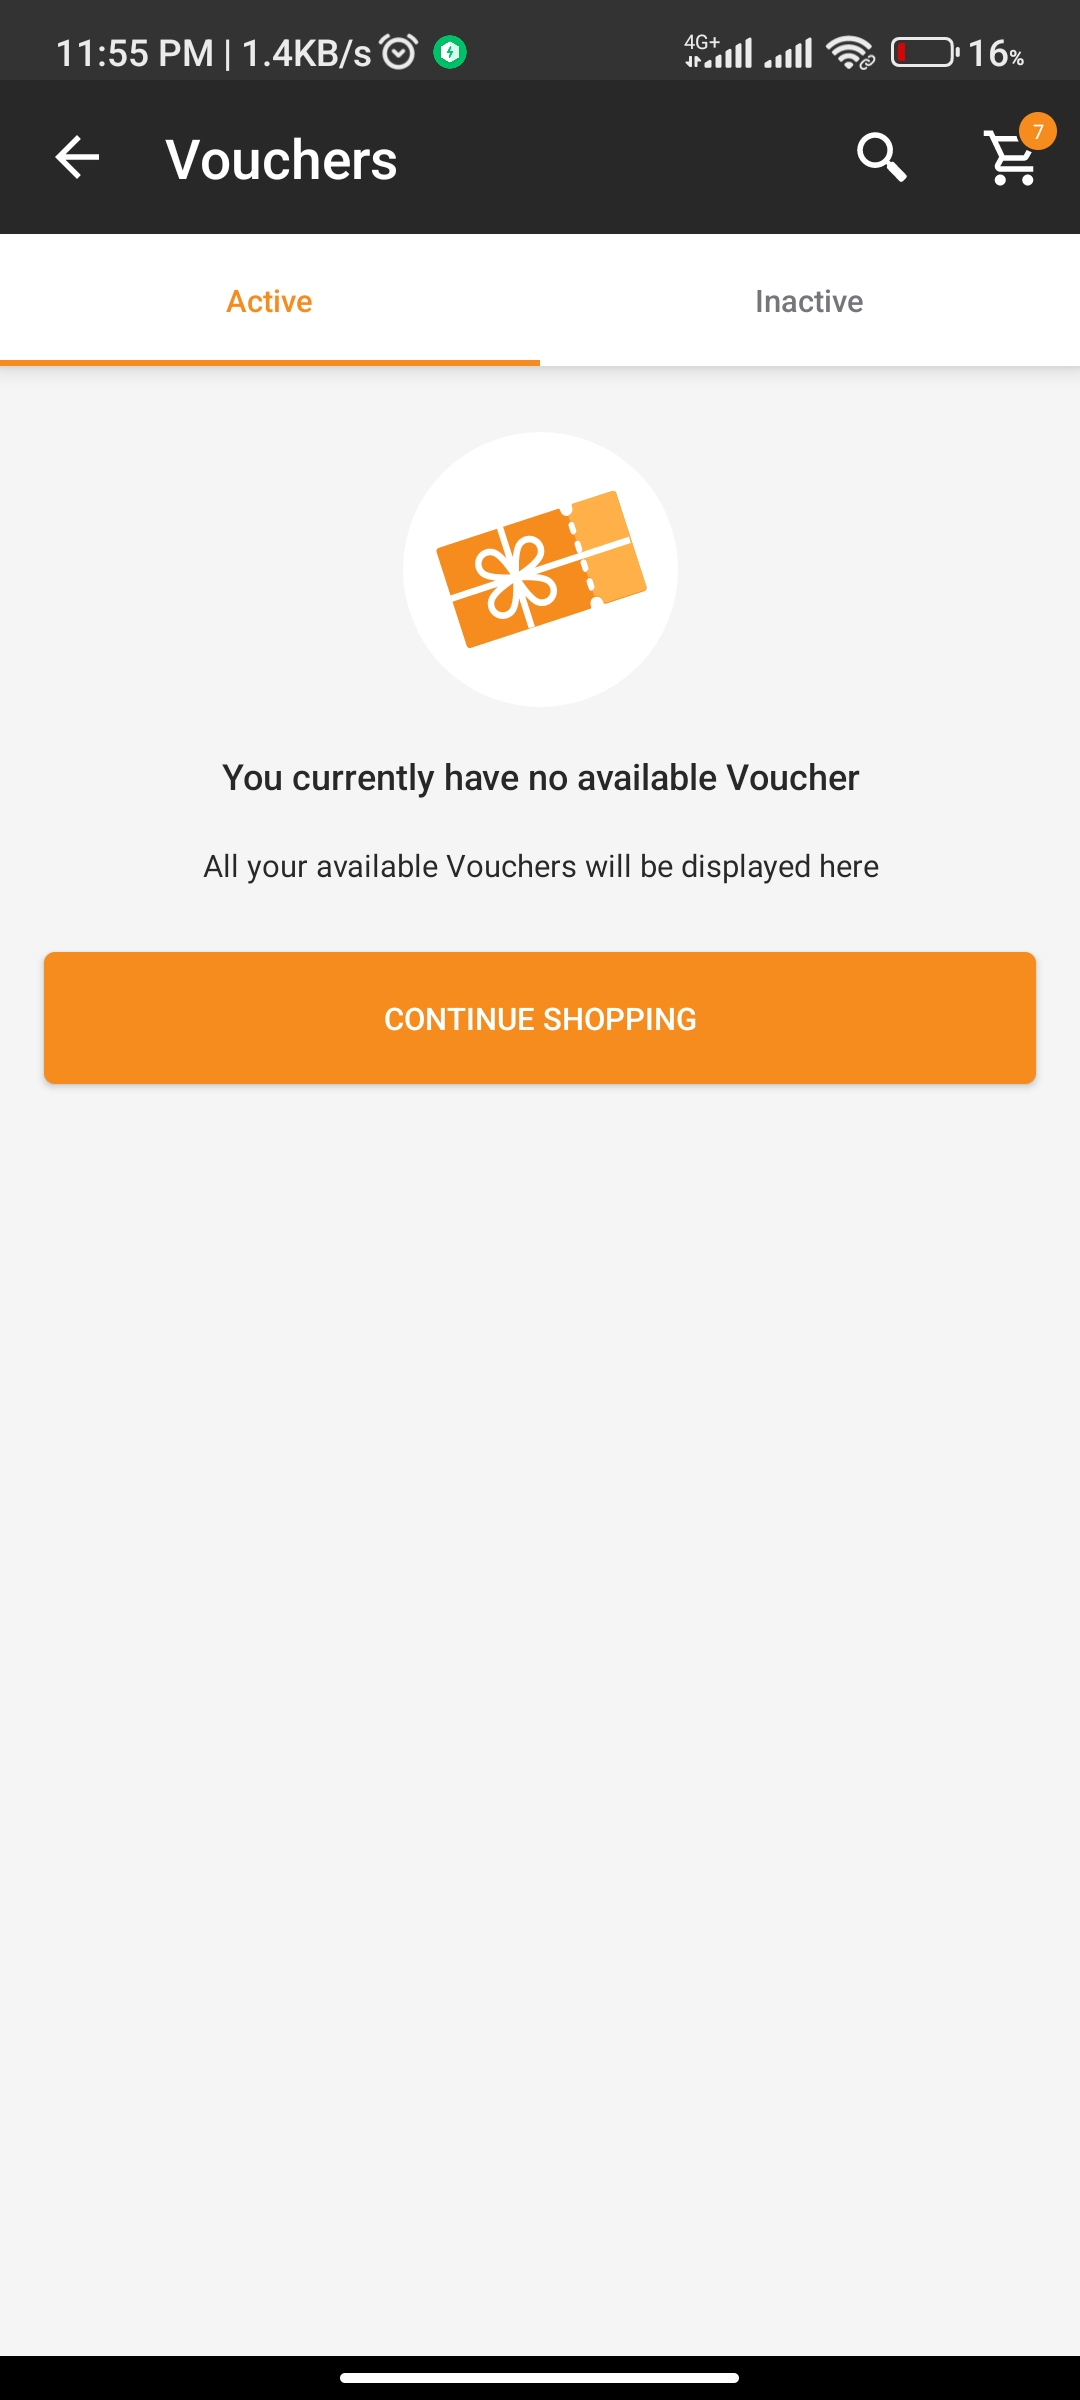 11:55 PM | 1.4KB/s 4G+ 16%
Vouchers 7
Active Inactive
You currently have no available Voucher
All your available Vouchers will be displayed here
CONTINUE SHOPPING